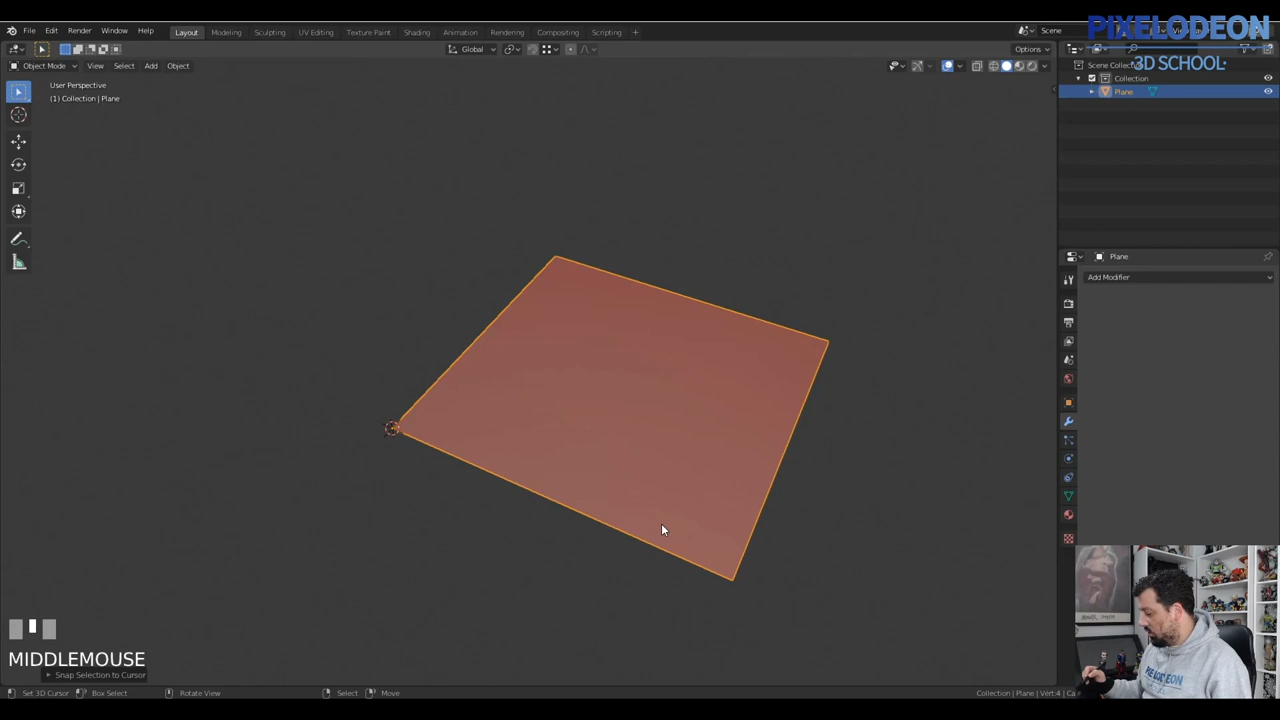 File Edit Render Window Help
Layout Modeling Sculpting UV Editing Texture Paint Shading Animation Rendering Compositing Scripting +
Scene
PIXELODEON
·3D SCHOOL·
Global
Options
Object Mode View Select Add Object
User Perspective
(1) Collection | Plane
Collection
Plane
Plane
Add Modifier
MIDDLEMOUSE
Snap Selection to Cursor
Set 3D Cursor Box Select Rotate View Select Move
Collection | Plane | Vert:4 | Ca